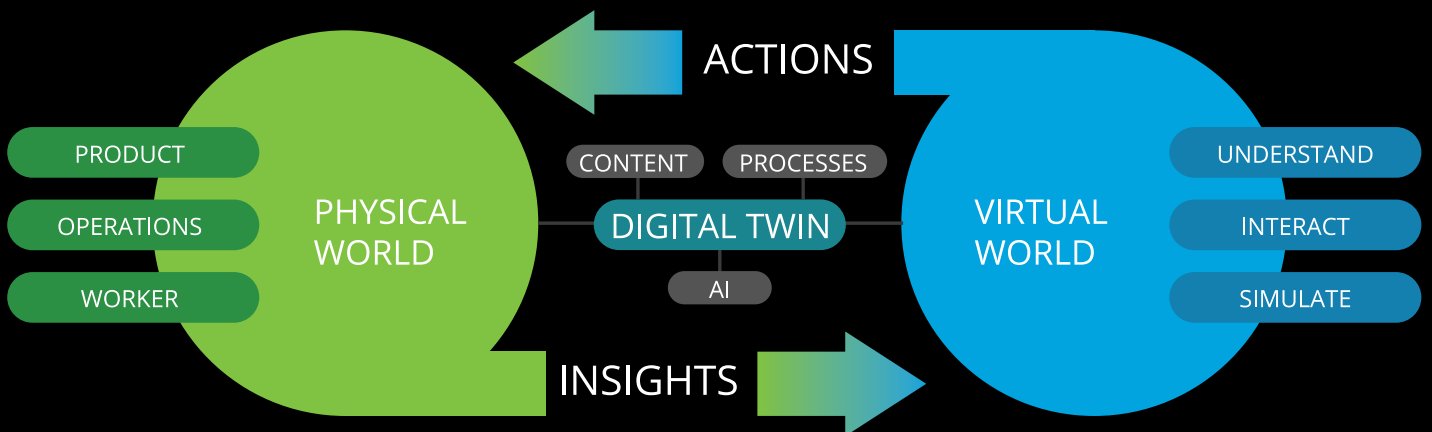 ACTIONS
PRODUCT
OPERATIONS
WORKER
PHYSICAL
WORLD
CONTENT
PROCESSES
DIGITAL TWIN
AI
VIRTUAL
WORLD
UNDERSTAND
INTERACT
SIMULATE
INSIGHTS